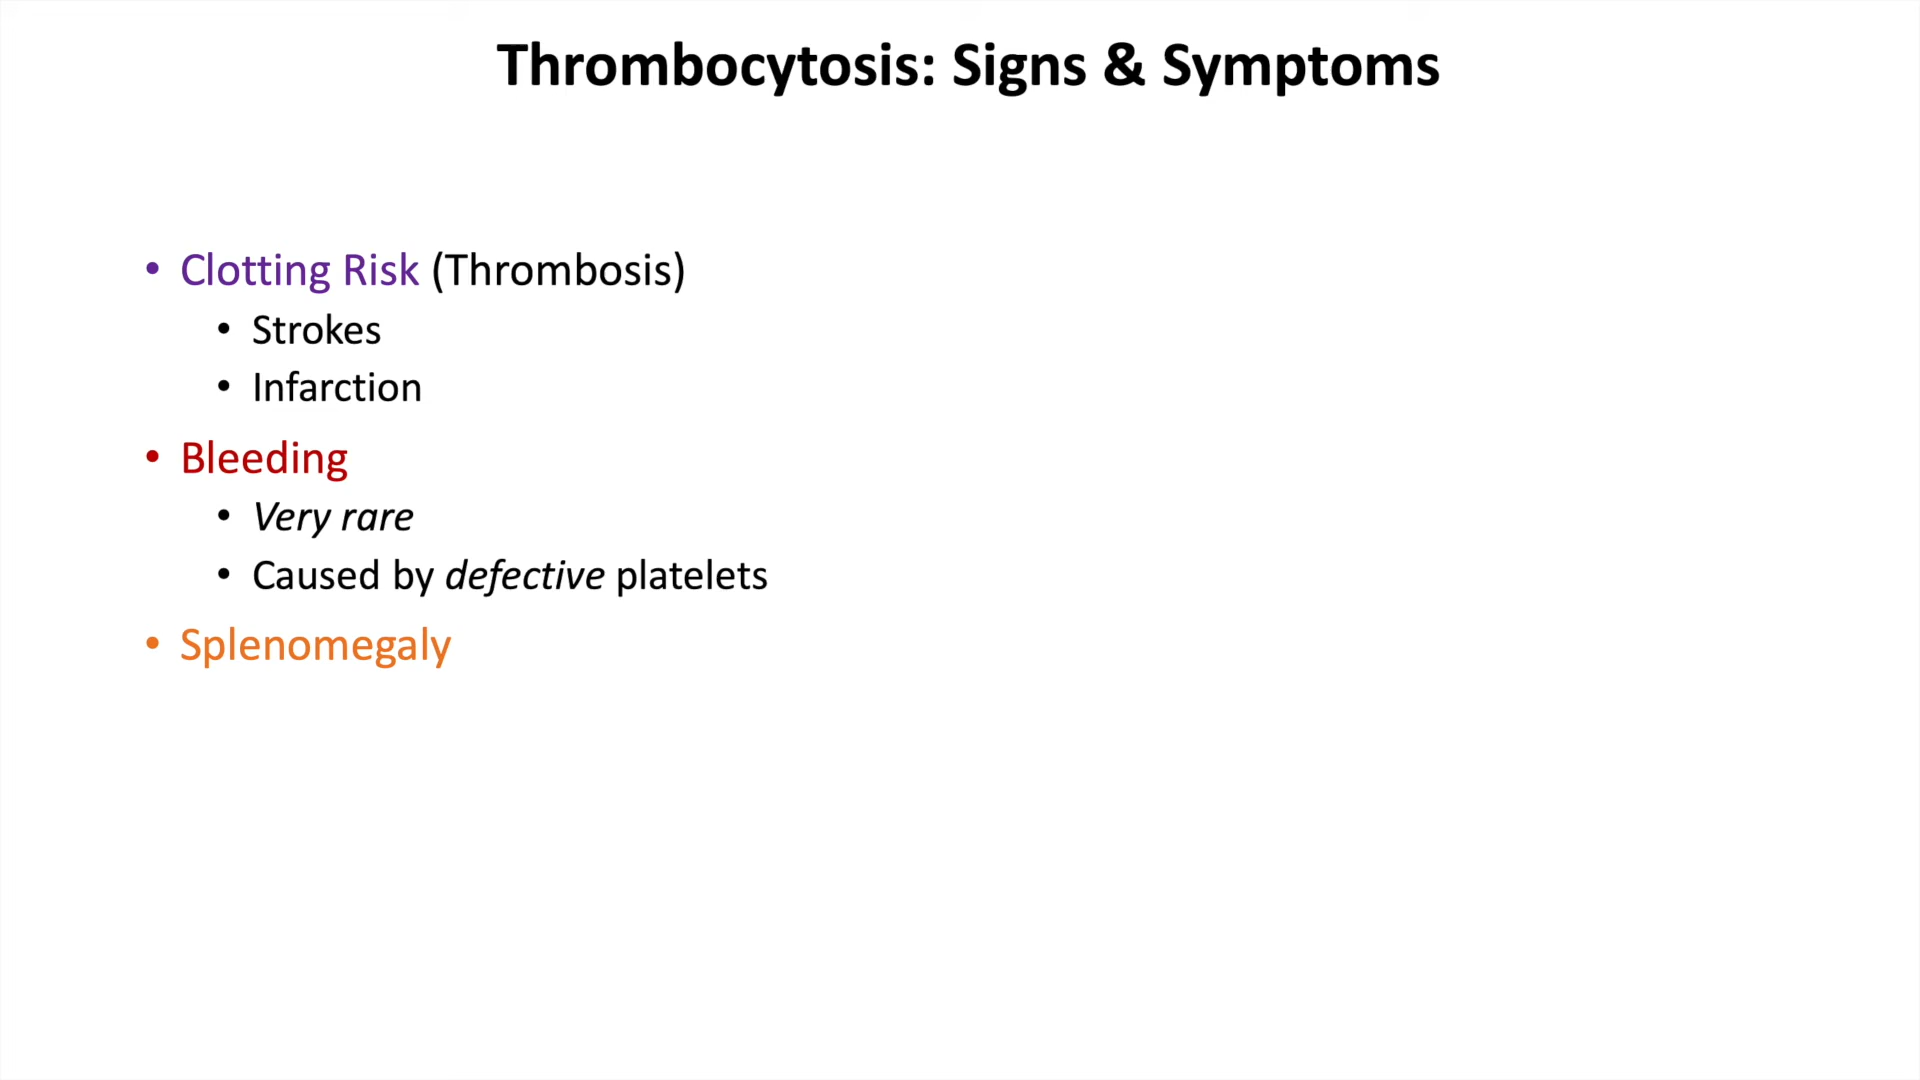 Thrombocytosis: Signs & Symptoms
• Clotting Risk (Thrombosis)
• Strokes
• Infarction
• Bleeding
• Very rare
• Caused by defective platelets
• Splenomegaly